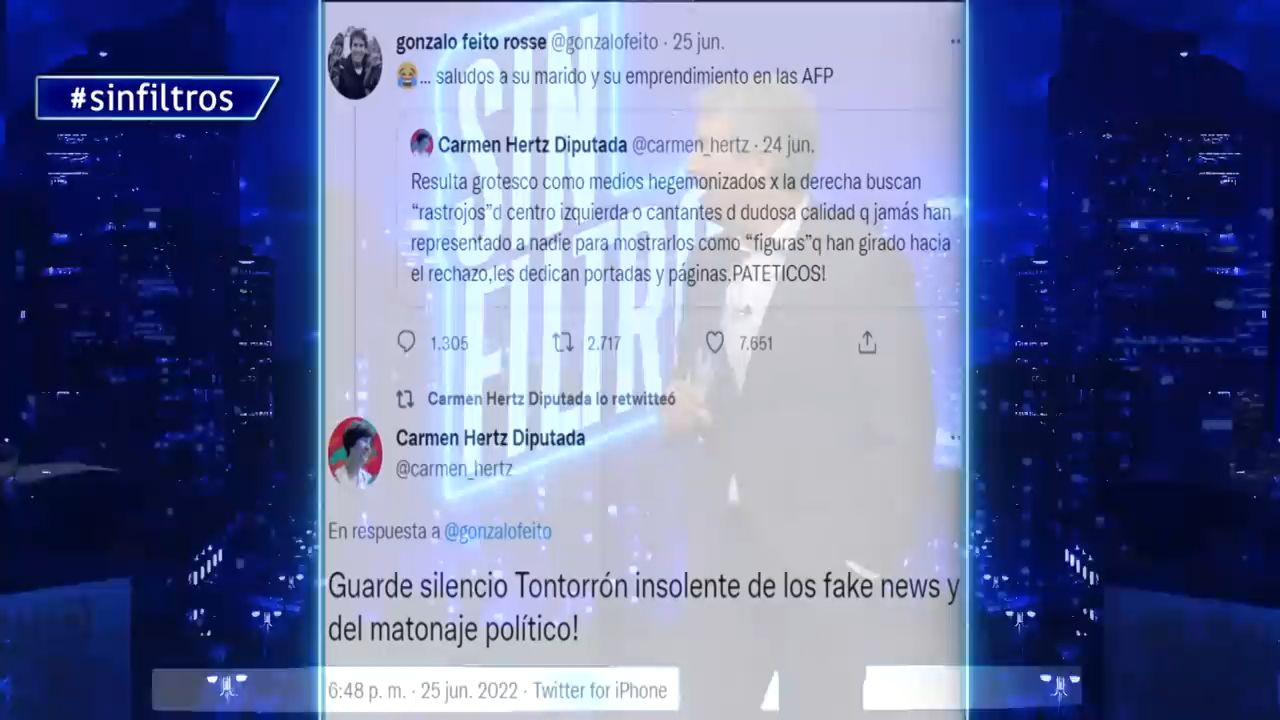 gonzalo feito rosse @gonzalofeito · 25 jun.
😂... saludos a su marido y su emprendimiento en las AFP
#sinfiltros
SIN
FILTR
Carmen Hertz Diputada @carmen_hertz · 24 jun.
Resulta grotesco como medios hegemonizados x la derecha buscan
“rastrojos”d centro izquierda o cantantes d dudosa calidad q jamás han
representado a nadie para mostrarlos como “figuras”q han girado hacia
el rechazo,les dedican portadas y páginas,PATETICOS!
1.305 2.717 7.651
Carmen Hertz Diputada lo retwitteó
Carmen Hertz Diputada
@carmen_hertz
En respuesta a @gonzalofeito
Guarde silencio Tontorrón insolente de los fake news y
del matonaje político!
6:48 p. m. · 25 jun. 2022 · Twitter for iPhone